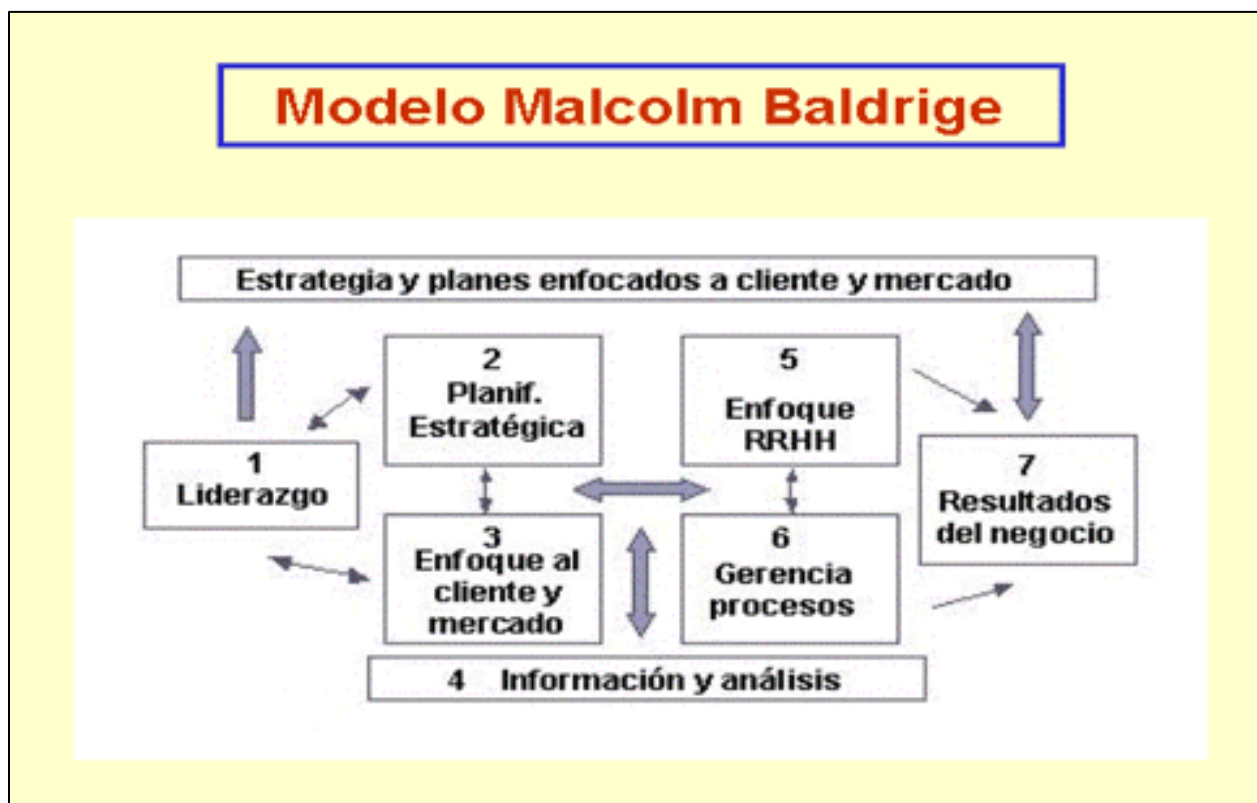 Modelo Malcolm Baldrige
Estrategia y planes enfocados a cliente y mercado
1
Liderazgo
2
Planif.
Estratégica
3
Enfoque al
cliente y
mercado
4 Información y análisis
5
Enfoque
RRHH
6
Gerencia
procesos
7
Resultados
del negocio